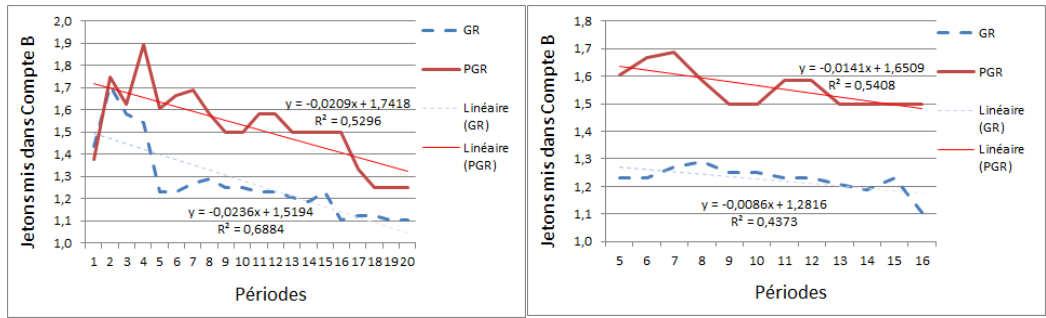 Jetons mis dans Compte B
2,0
1,9
1,8
1,7
1,6
1,5
1,4
1,3
1,2
1,1
1,0
y = -0,0209x + 1,7418
R² = 0,5296
y = -0,0236x + 1,5194
R² = 0,6884
1 2 3 4 5 6 7 8 9 10 11 12 13 14 15 16 17 18 19 20
Périodes
GR
PGR
Linéaire
(GR)
Linéaire
(PGR)
Jetons mis dans Compte B
1,8
1,7
1,6
1,5
1,4
1,3
1,2
1,1
1,0
y = -0,0141x + 1,6509
R² = 0,5408
y = -0,0086x + 1,2816
R² = 0,4373
5 6 7 8 9 10 11 12 13 14 15 16
Périodes
GR
PGR
Linéaire
(GR)
Linéaire
(PGR)